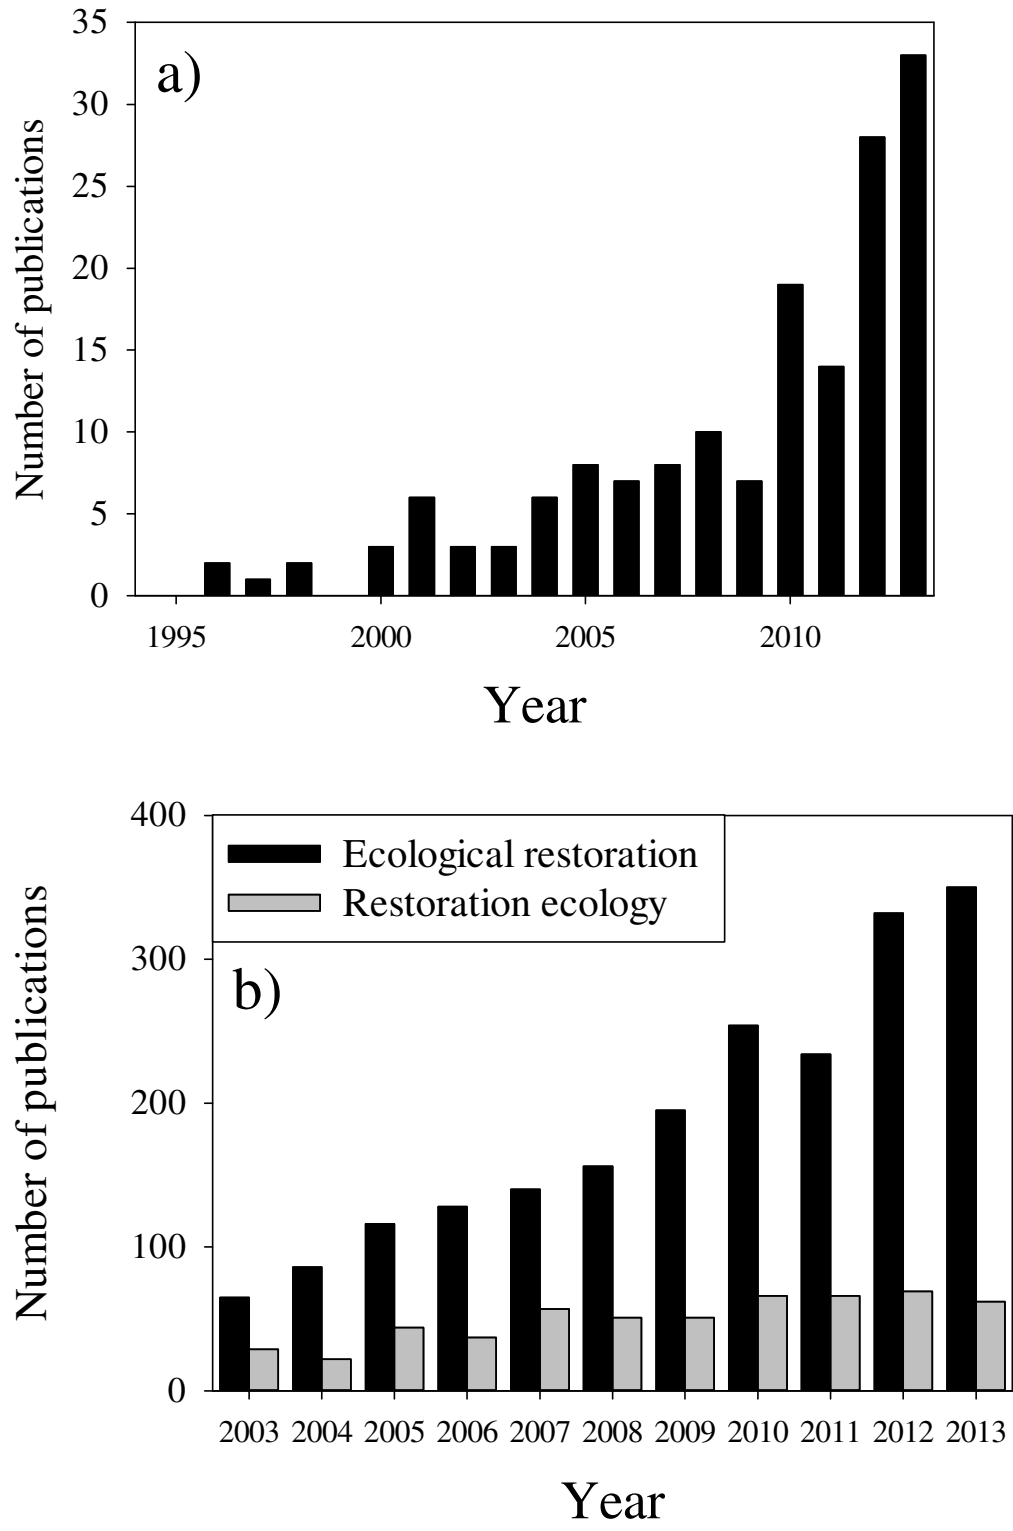 35
a)
30
25
20
15
10
5
0
Number of publications
1995 2000 2005 2010
Year
400
Ecological restoration
Restoration ecology
300
b)
200
100
0
Number of publications
2003 2004 2005 2006 2007 2008 2009 2010 2011 2012 2013
Year